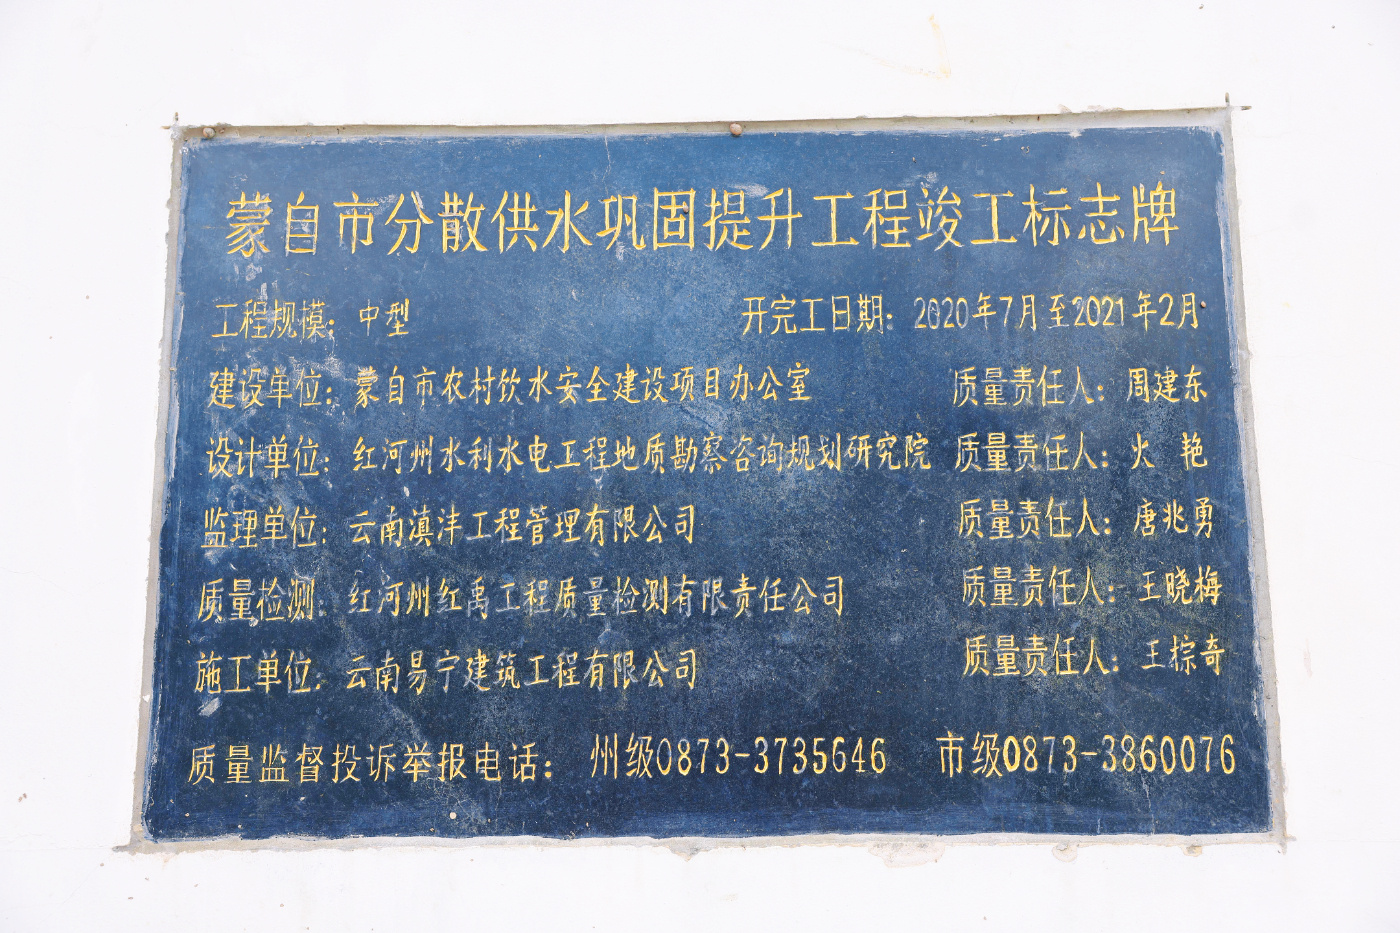 蒙自市分散供水巩固提升工程竣工标志牌
工程规模：中型 开完工日期：2020年7月至2021年2月
建设单位：蒙自市农村饮水安全建设项目办公室 质量责任人：周建东
设计单位：红河州水利水电工程地质勘察咨询规划研究院 质量责任人：火 艳
监理单位：云南滇沣工程管理有限公司 质量责任人：唐兆勇
质量检测：红河州红禹工程质量检测有限责任公司 质量责任人：王晓梅
施工单位：云南易宁建筑工程有限公司 质量责任人：王棕奇
质量监督投诉举报电话：州级0873-3735646 市级0873-3860076